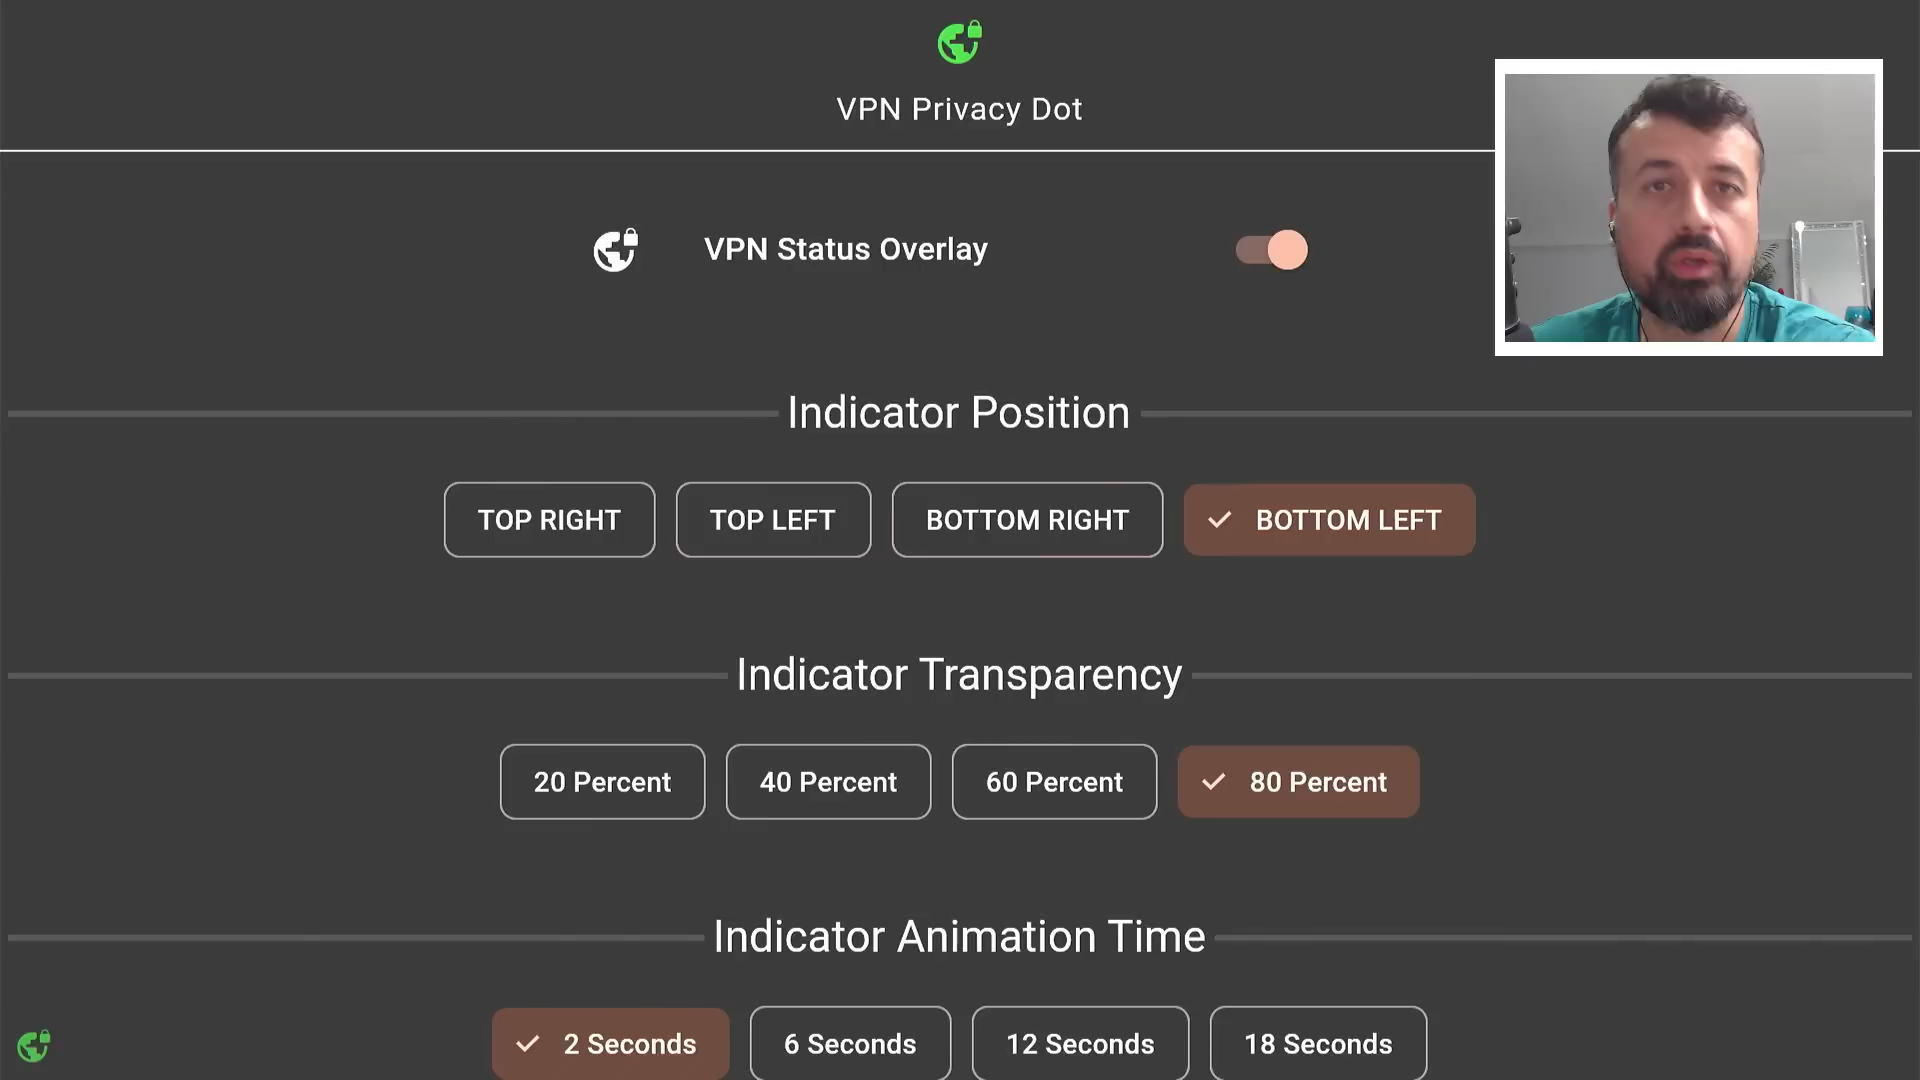 VPN Privacy Dot
VPN Status Overlay
Indicator Position
TOP RIGHT
TOP LEFT
BOTTOM RIGHT
BOTTOM LEFT
Indicator Transparency
20 Percent
40 Percent
60 Percent
80 Percent
Indicator Animation Time
2 Seconds
6 Seconds
12 Seconds
18 Seconds